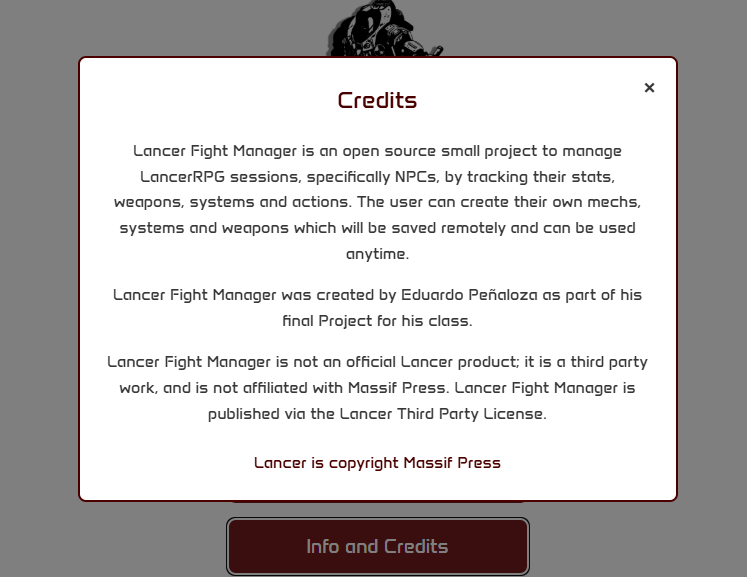 ×
Credits
Lancer Fight Manager is an open source small project to manage
LancerRPG sessions, specifically NPCs, by tracking their stats,
weapons, systems and actions. The user can create their own mechs,
systems and weapons which will be saved remotely and can be used
anytime.
Lancer Fight Manager was created by Eduardo Peñaloza as part of his
final Project for his class.
Lancer Fight Manager is not an official Lancer product; it is a third party
work, and is not affiliated with Massif Press. Lancer Fight Manager is
published via the Lancer Third Party License.
Lancer is copyright Massif Press
Info and Credits